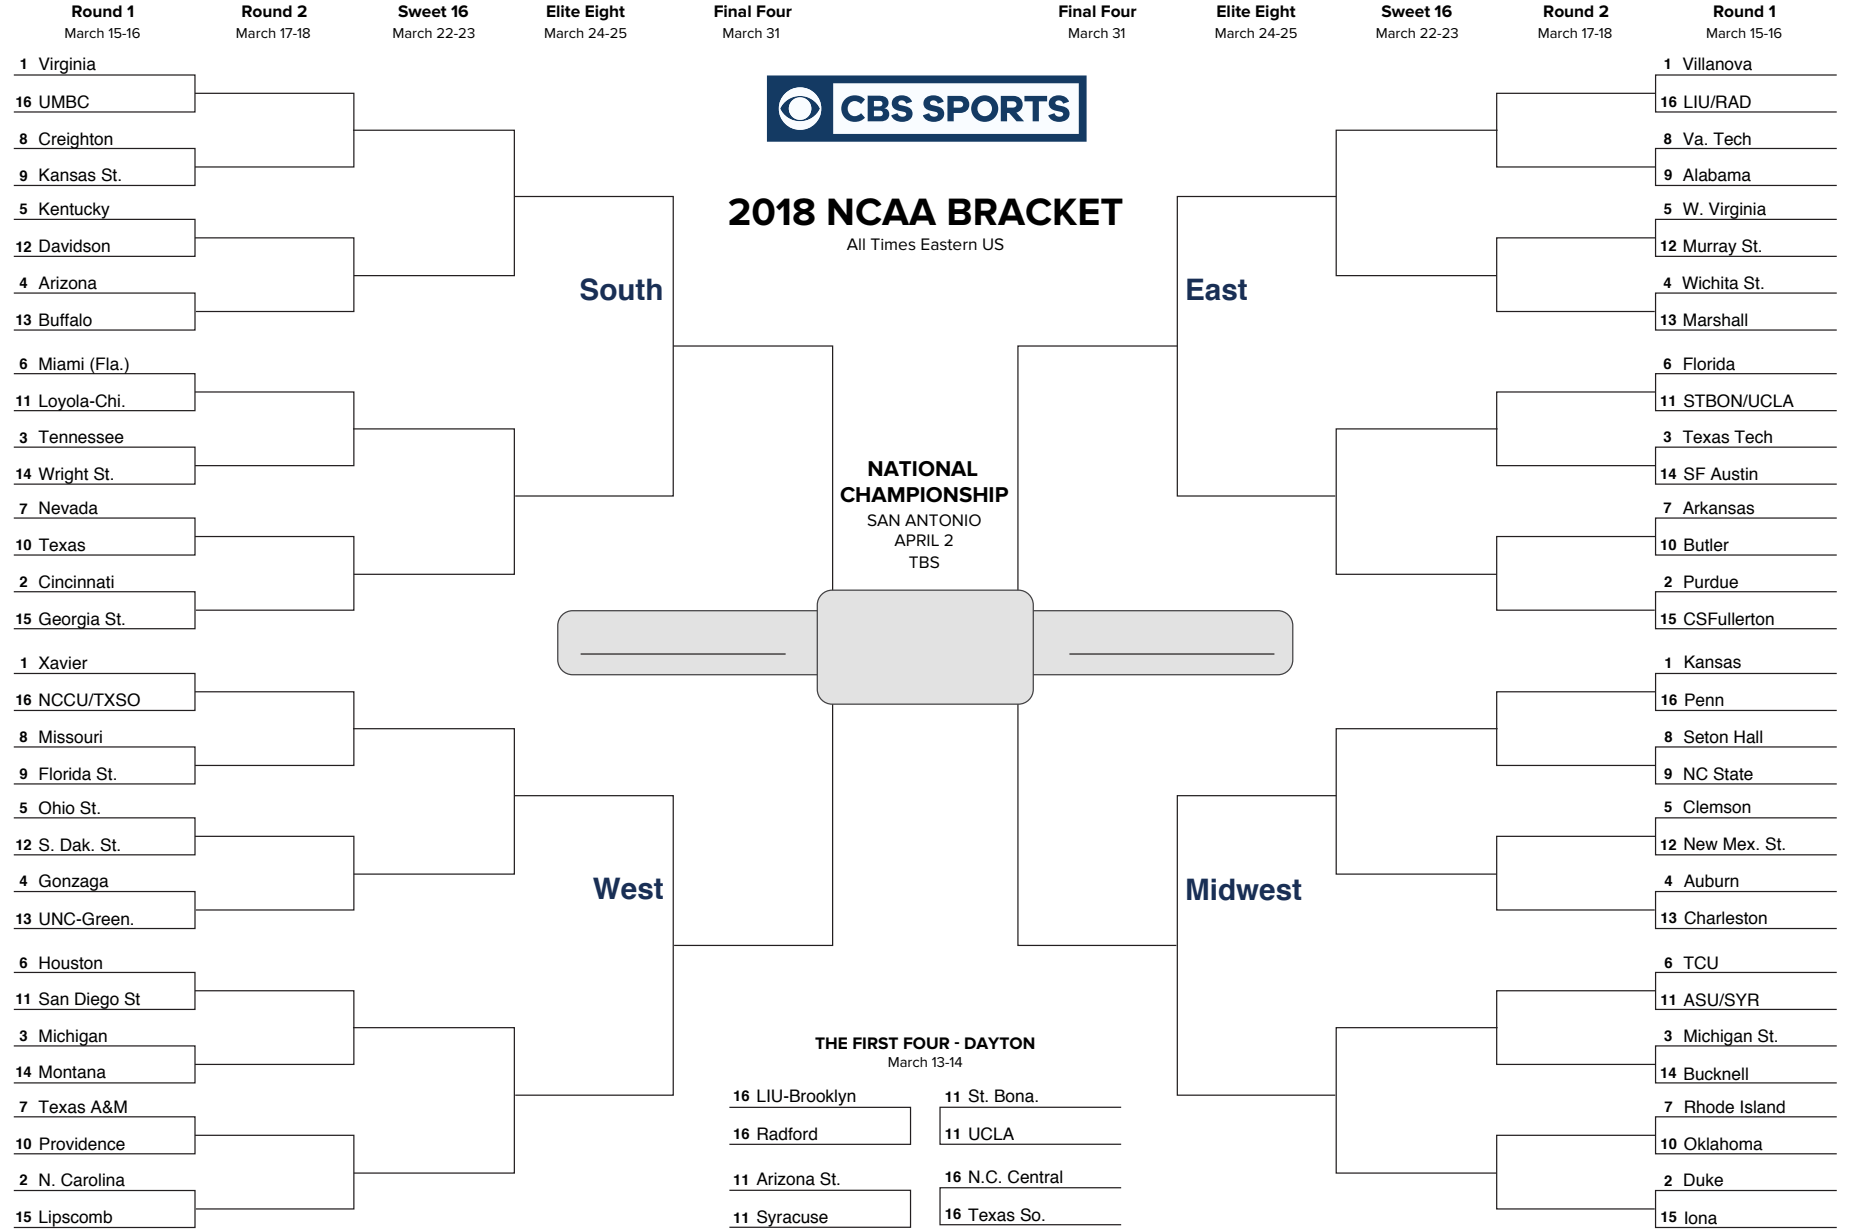 Round 1
March 15-16
Round 2
March 17-18
Sweet 16
March 22-23
Elite Eight
March 24-25
Final Four
March 31
Final Four
March 31
Elite Eight
March 24-25
Sweet 16
March 22-23
Round 2
March 17-18
Round 1
March 15-16
CBS SPORTS
2018 NCAA BRACKET
All Times Eastern US
South
1 Virginia
16 UMBC
8 Creighton
9 Kansas St.
5 Kentucky
12 Davidson
4 Arizona
13 Buffalo
6 Miami (Fla.)
11 Loyola-Chi.
3 Tennessee
14 Wright St.
7 Nevada
10 Texas
2 Cincinnati
15 Georgia St.
West
1 Xavier
16 NCCU/TXSO
8 Missouri
9 Florida St.
5 Ohio St.
12 S. Dak. St.
4 Gonzaga
13 UNC-Green.
6 Houston
11 San Diego St
3 Michigan
14 Montana
7 Texas A&M
10 Providence
2 N. Carolina
15 Lipscomb
NATIONAL
CHAMPIONSHIP
SAN ANTONIO
APRIL 2
TBS
East
1 Villanova
16 LIU/RAD
8 Va. Tech
9 Alabama
5 W. Virginia
12 Murray St.
4 Wichita St.
13 Marshall
6 Florida
11 STBON/UCLA
3 Texas Tech
14 SF Austin
7 Arkansas
10 Butler
2 Purdue
15 CSFullerton
Midwest
1 Kansas
16 Penn
8 Seton Hall
9 NC State
5 Clemson
12 New Mex. St.
4 Auburn
13 Charleston
6 TCU
11 ASU/SYR
3 Michigan St.
14 Bucknell
7 Rhode Island
10 Oklahoma
2 Duke
15 Iona
THE FIRST FOUR - DAYTON
March 13-14
16 LIU-Brooklyn
16 Radford
11 St. Bona.
11 UCLA
11 Arizona St.
11 Syracuse
16 N.C. Central
16 Texas So.